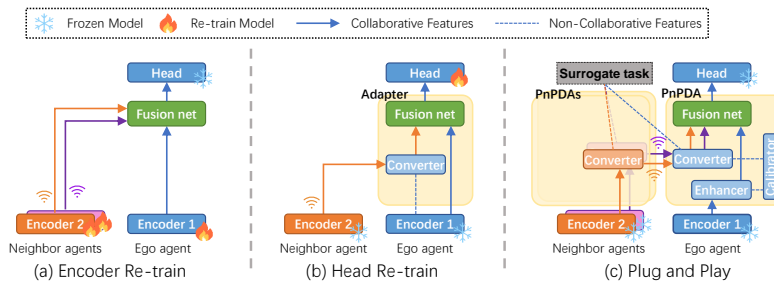 Frozen Model
Re-train Model
Collaborative Features
Non-Collaborative Features
Head
Fusion net
Encoder 2
Encoder 1
Neighbor agents
Ego agent
(a) Encoder Re-train
Head
Adapter
Fusion net
Converter
Encoder 2
Encoder 1
Neighbor agent
Ego agent
(b) Head Re-train
Surrogate task
Head
PnPDAs
PnPDA
Fusion net
Converter
Converter
Enhancer
Calibrator
Encoder 2
Encoder 1
Neighbor agents
Ego agent
(c) Plug and Play